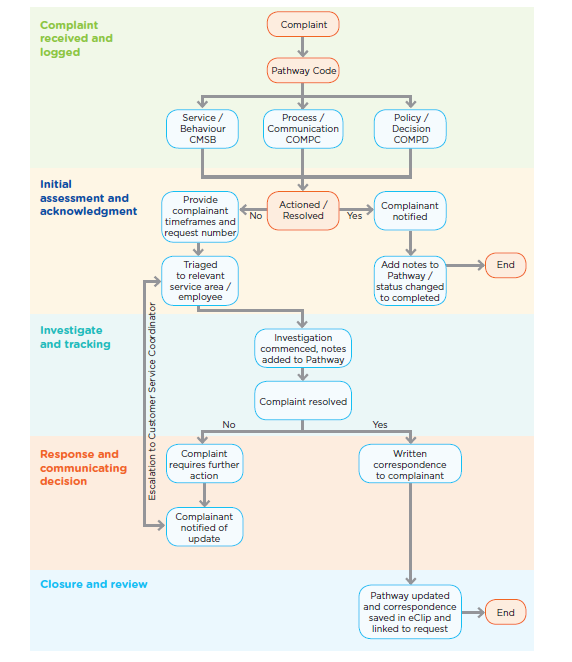 Complaint
received and
logged
Complaint
Pathway Code
Service /
Behaviour
CMSB
Process /
Communication
COMPC
Policy /
Decision
COMPD
Initial
assessment and
acknowledgment
Provide
complainant
timeframes and
request number
No
Actioned /
Resolved
Yes
Complainant
notified
Triaged
to relevant
service area /
employee
Add notes to
Pathway /
status changed
to completed
End
Escalation to Customer Service Coordinator
Investigate
and tracking
Investigation
commenced, notes
added to Pathway
Complaint resolved
No
Yes
Response and
communicating
decision
Complaint
requires further
action
Written
correspondence
to complainant
Complainant
notified of
update
Closure and review
Pathway updated
and correspondence
saved in eClip and
linked to request
End